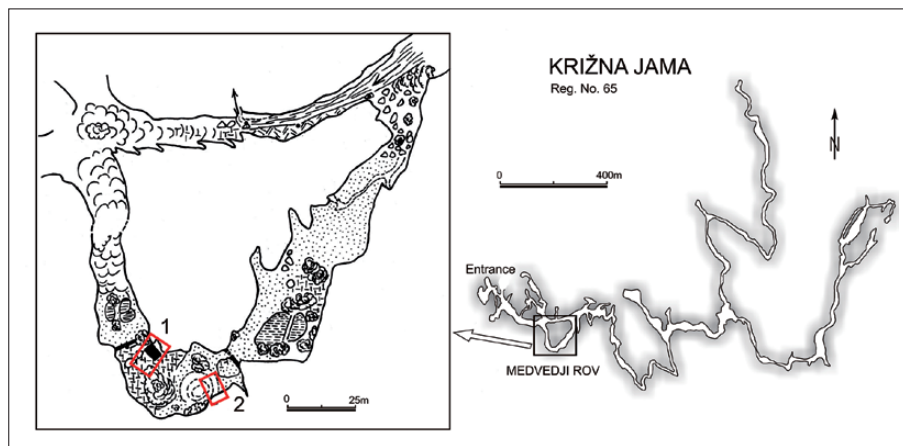 1
2
0 25m
KRIŽNA JAMA
Reg. No. 65
N
0 400m
Entrance
MEDVEDJI ROV